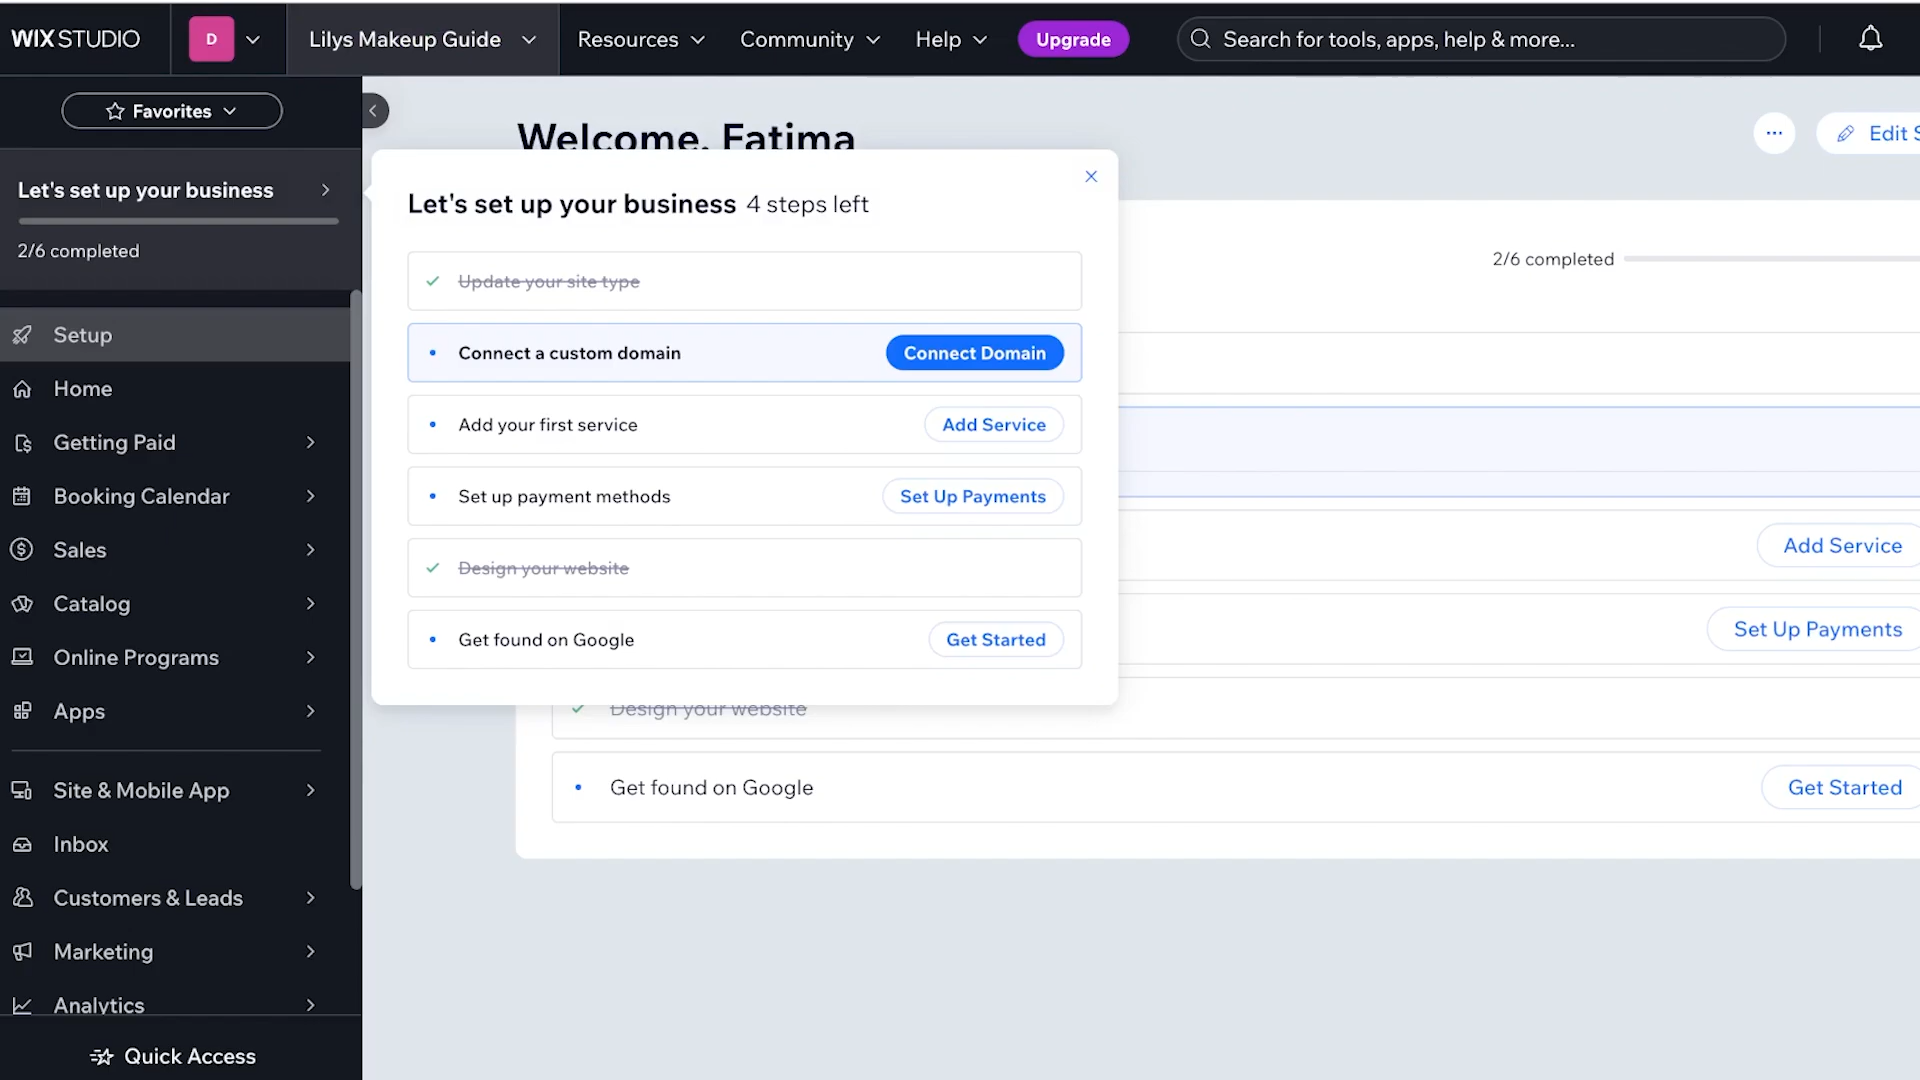 WIX STUDIO
D
Lilys Makeup Guide
Resources
Community
Help
Upgrade
Search for tools, apps, help & more...
Favorites
Let's set up your business
2/6 completed
Setup
Home
Getting Paid
Booking Calendar
Sales
Catalog
Online Programs
Apps
Site & Mobile App
Inbox
Customers & Leads
Marketing
Analytics
Quick Access
Welcome, Fatima
Edit S
Let's set up your business 4 steps left
Update your site type
Connect a custom domain
Connect Domain
Add your first service
Add Service
Set up payment methods
Set Up Payments
Design your website
Get found on Google
Get Started
2/6 completed
Add Service
Set Up Payments
Design your website
Get found on Google
Get Started